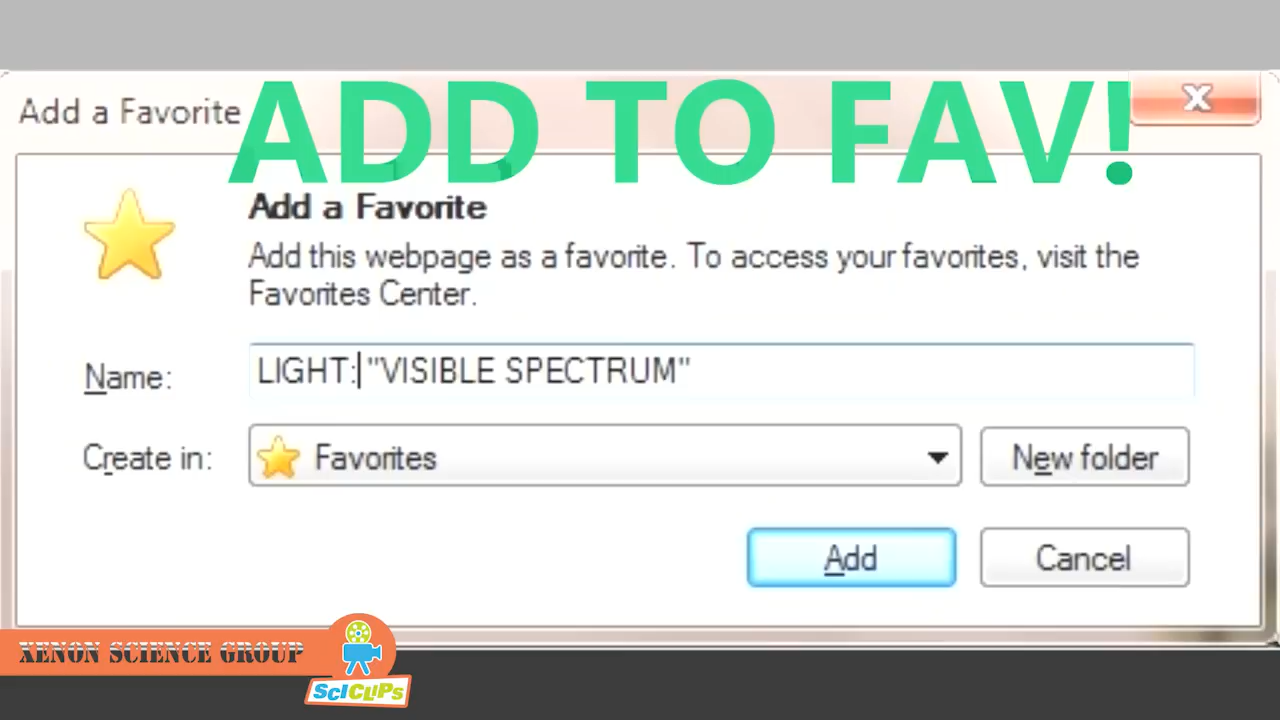 ADD TO FAV!
Add a Favorite
X
Add a Favorite
Add this webpage as a favorite. To access your favorites, visit the
Favorites Center.
Name: LIGHT: "VISIBLE SPECTRUM"
Create in: Favorites New folder
Add Cancel
XENON SCIENCE GROUP
SCICLIPS